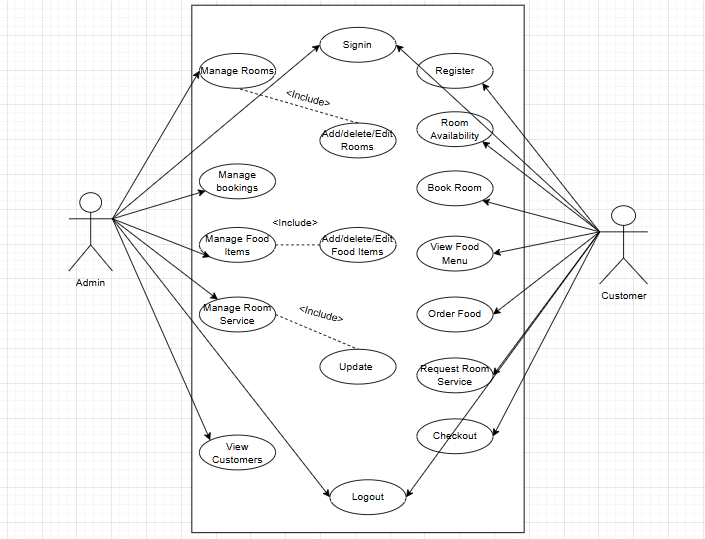 Signin
Manage Rooms
Register
<Include>
Add/delete/Edit
Rooms
Room
Availability
Manage
bookings
Book Room
<Include>
Manage Food
Items
Add/delete/Edit
Food Items
View Food
Menu
Admin
Customer
Manage Room
Service
<Include>
Order Food
Update
Request Room
Service
View
Customers
Checkout
Logout